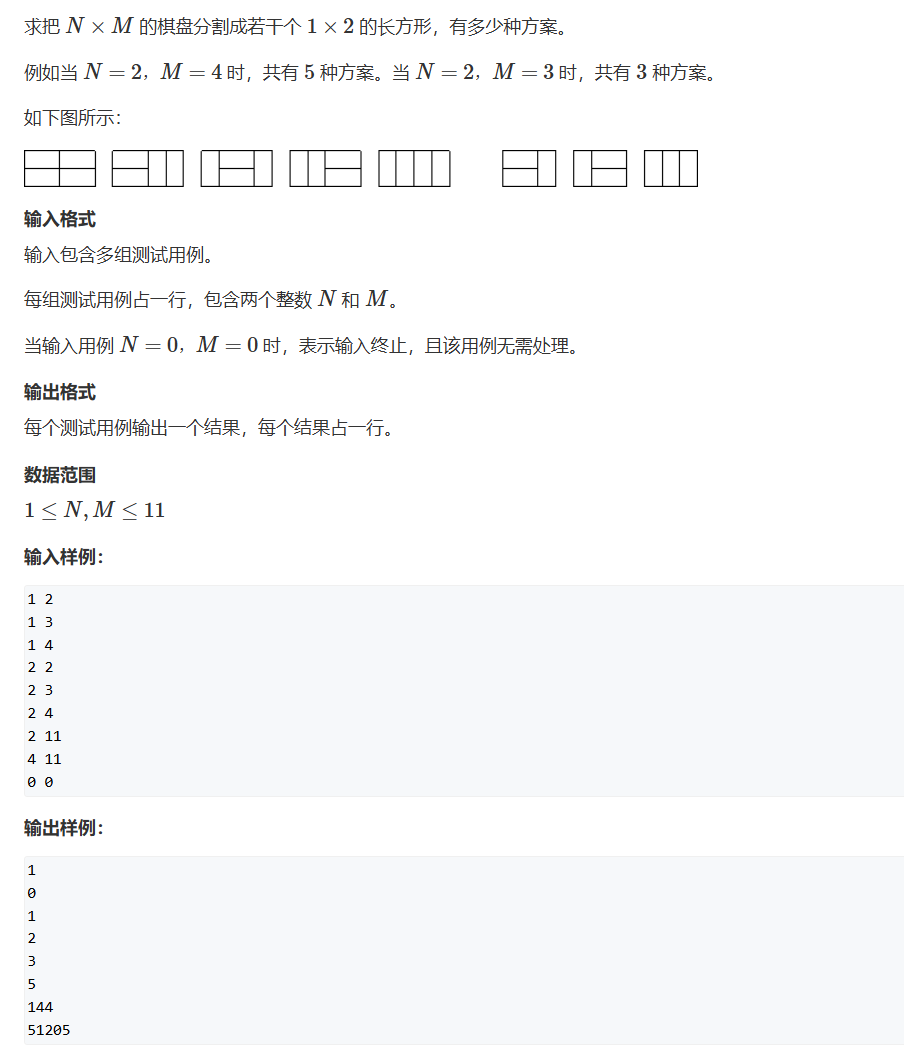 求把 N × M 的棋盘分割成若干个 1 × 2 的长方形，有多少种方案。
例如当 N = 2，M = 4 时，共有 5 种方案。当 N = 2，M = 3 时，共有 3 种方案。
如下图所示：
输入格式
输入包含多组测试用例。
每组测试用例占一行，包含两个整数 N 和 M。
当输入用例 N = 0，M = 0 时，表示输入终止，且该用例无需处理。
输出格式
每个测试用例输出一个结果，每个结果占一行。
数据范围
1 ≤ N, M ≤ 11
输入样例：
1 2
1 3
1 4
2 2
2 3
2 4
2 11
4 11
0 0
输出样例：
1
0
1
2
3
5
144
51205